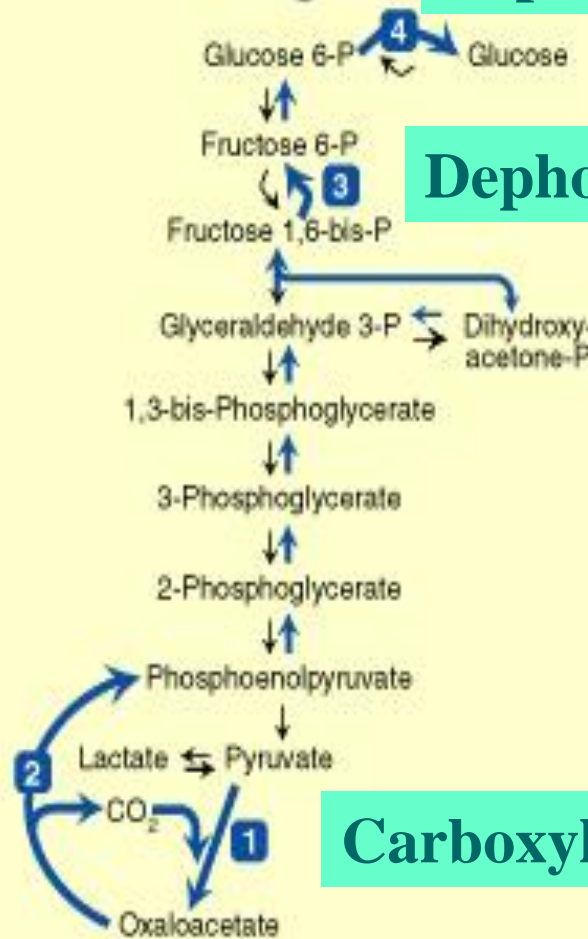 4
Glucose 6-P Glucose
Fructose 6-P
3
Depho
Fructose 1,6-bis-P
Glyceraldehyde 3-P Dihydroxy-
acetone-P
1,3-bis-Phosphoglycerate
3-Phosphoglycerate
2-Phosphoglycerate
Phosphoenolpyruvate
2
Lactate Pyruvate
CO₂
1
Carboxyl
Oxaloacetate